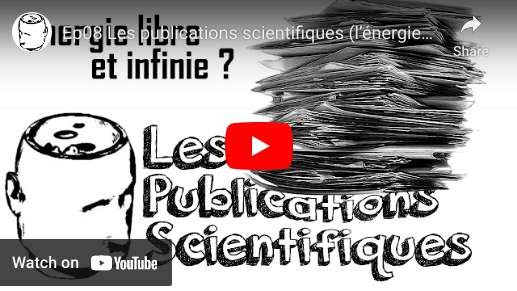 Ep08 Les publications scientifiques (l'énergie...
Share
nergie libre
et infinie ?
Les
Publications
Scientifiques
Watch on YouTube